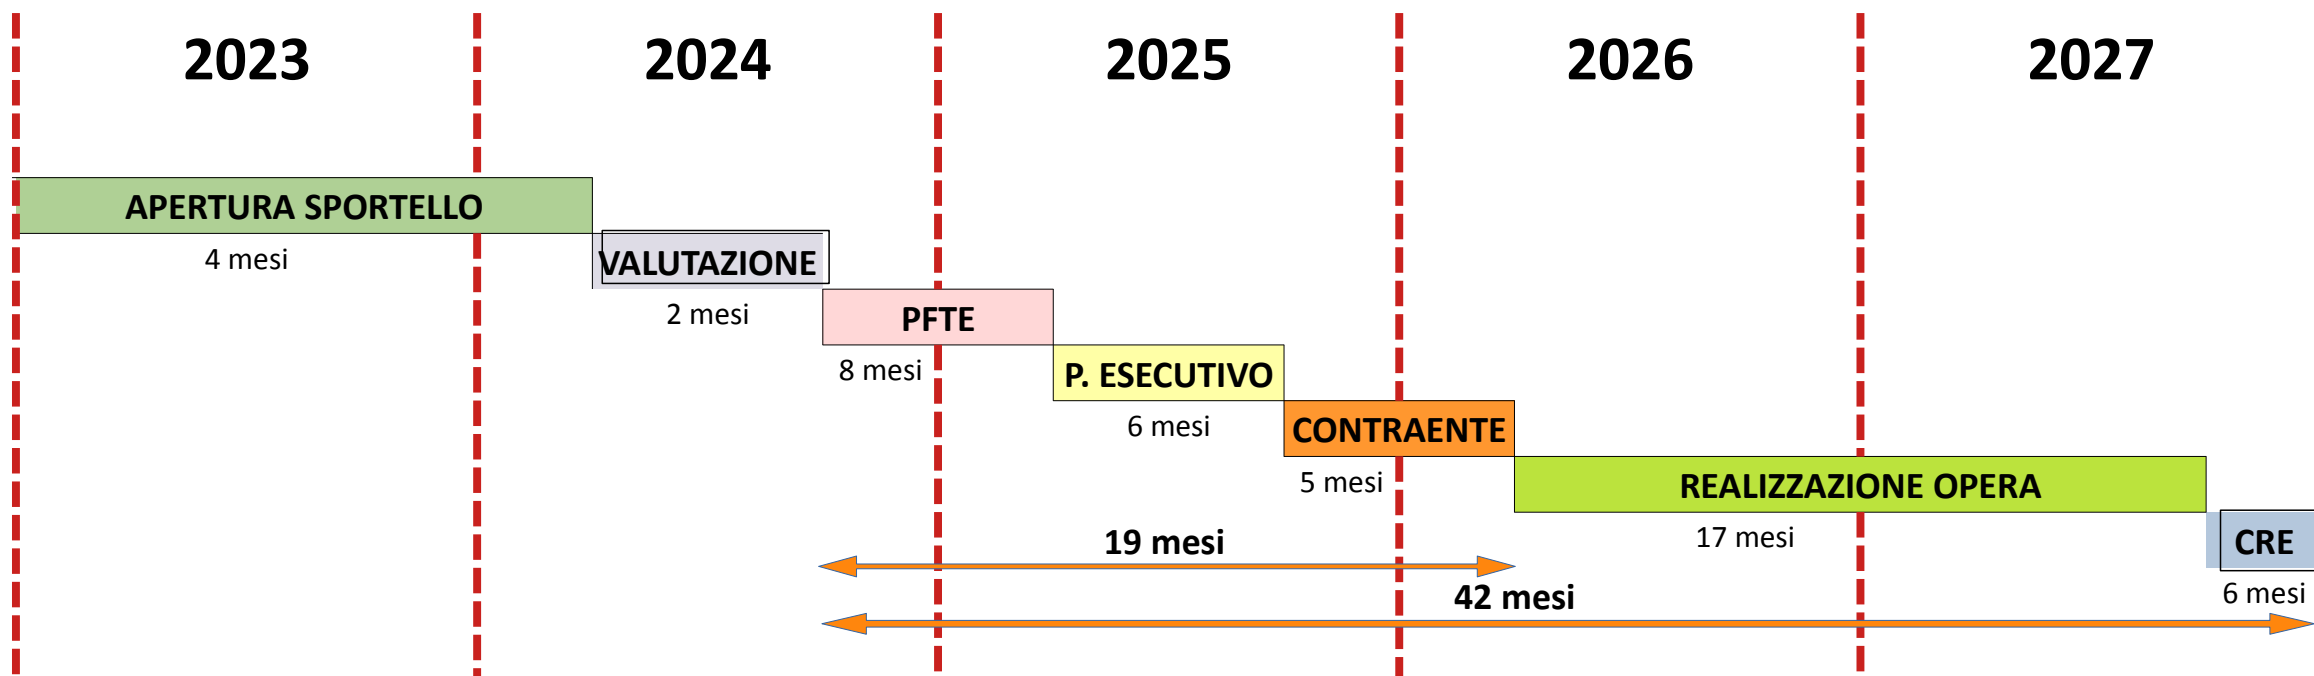 2023
2024
2025
2026
2027
APERTURA SPORTELLO
4 mesi
VALUTAZIONE
2 mesi
PFTE
8 mesi
P. ESECUTIVO
6 mesi
CONTRAENTE
5 mesi
REALIZZAZIONE OPERA
17 mesi
CRE
6 mesi
19 mesi
42 mesi